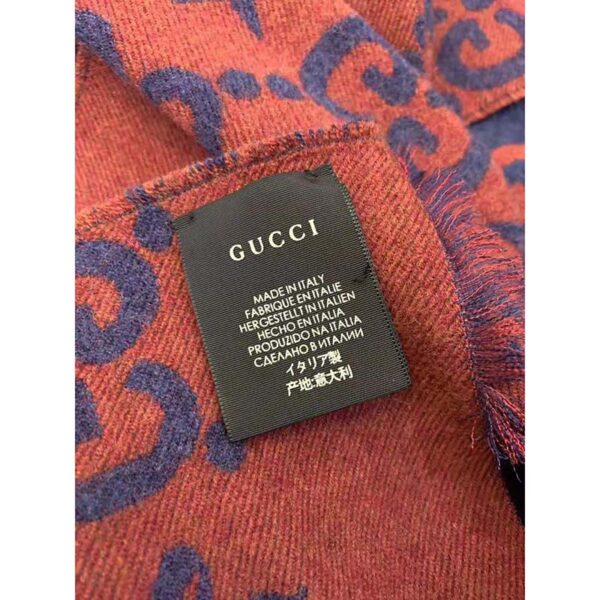 GUCCI
MADE IN ITALY
FABRIQUE EN ITALIE
HERGESTELLT IN ITALIEN
HECHO EN ITALIA
PRODUZIDO NA ITALIA
СДЕЛАНО В ИТАЛИИ
イタリア製
产地:意大利